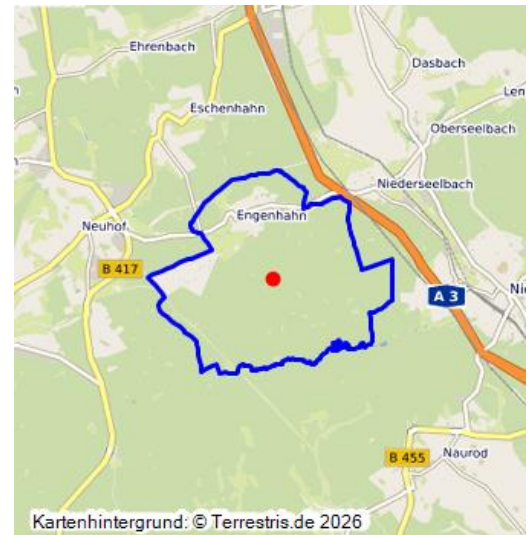 Ehrenbach
Dasbach
Eschenhahn
Oberseelbach
Niederseelbach
Engenhahn
Neuhof
B 417
A 3
B 455
Naurod
Kartenhintergrund: © Terrestris.de 2026